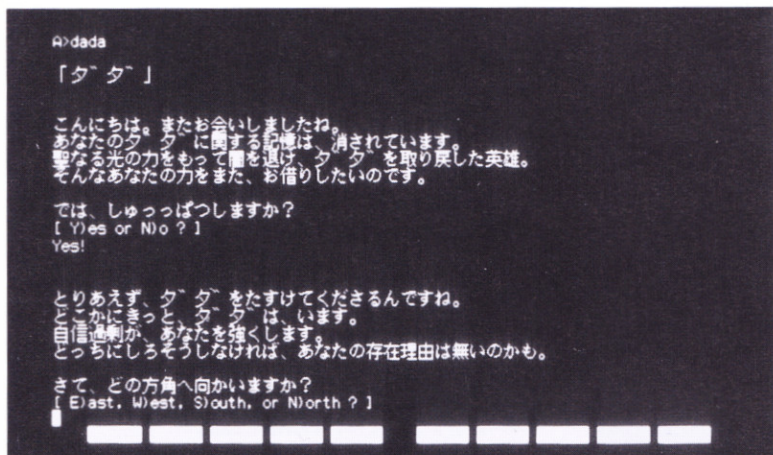 A>dada
「ダダ」
こんにちは。またお会いしましたね。
あなたのダダに関する記憶は、消されています。
聖なる光の力をもって闇を退け、ダダを取り戻した英雄。
そんなあなたの力をまた、お借りしたいのです。
では、しゅっっぱつしますか？
[ Y)es or N)o ? ]
Yes!
とりあえず、ダダをたすけてくださるんですね。
どこかにきっと、ダダは、います。
自信過剰が、あなたを強くします。
とっちにしろそうしなければ、あなたの存在理由は無いのかも。
さて、どの方角へ向かいますか？
[ E)ast, W)est, S)outh, or N)orth ? ]